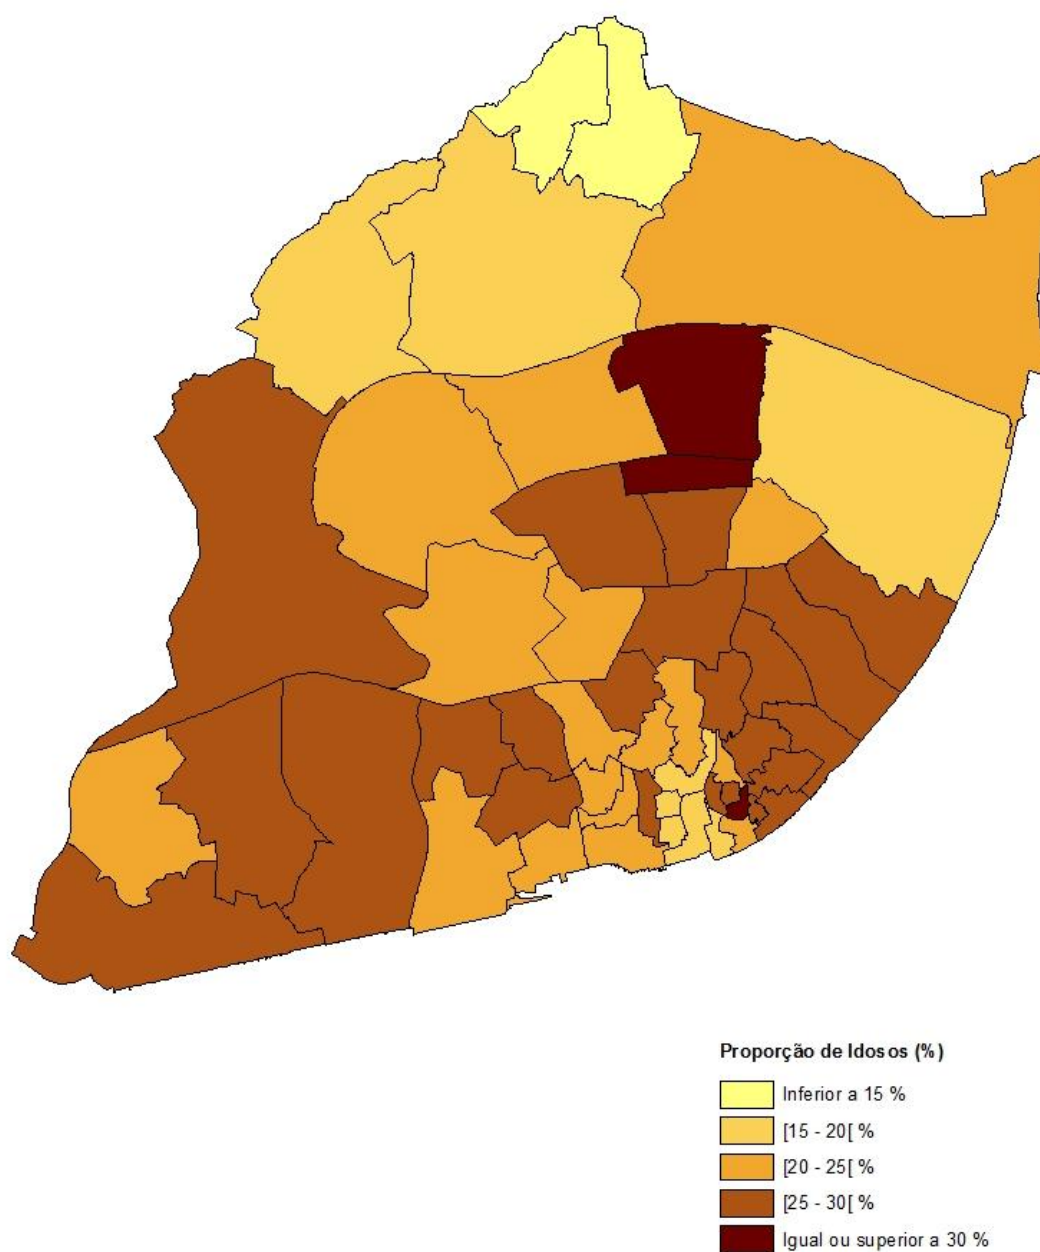 Proporção de Idosos (%)
Inferior a 15 %
[15 - 20[ %
[20 - 25[ %
[25 - 30[ %
Igual ou superior a 30 %